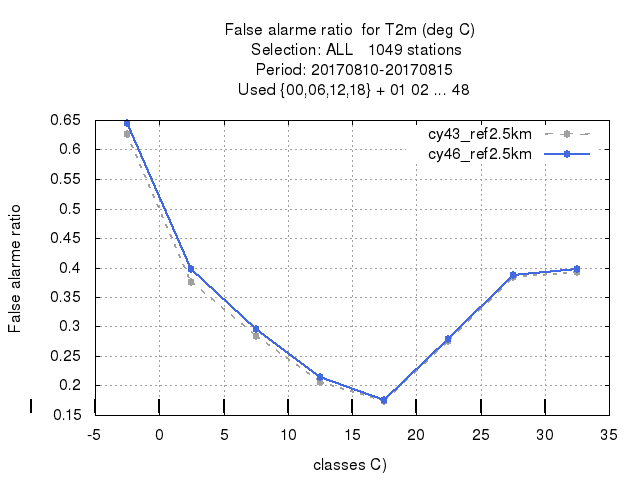 False alarme ratio  for T2m (deg C)
Selection: ALL   1049 stations
Period: 20170810-20170815
Used {00,06,12,18} + 01 02 ... 48
cy43_ref2.5km
cy46_ref2.5km
False alarme ratio
0.65
0.6
0.55
0.5
0.45
0.4
0.35
0.3
0.25
0.2
0.15
-5 0 5 10 15 20 25 30 35
classes C)